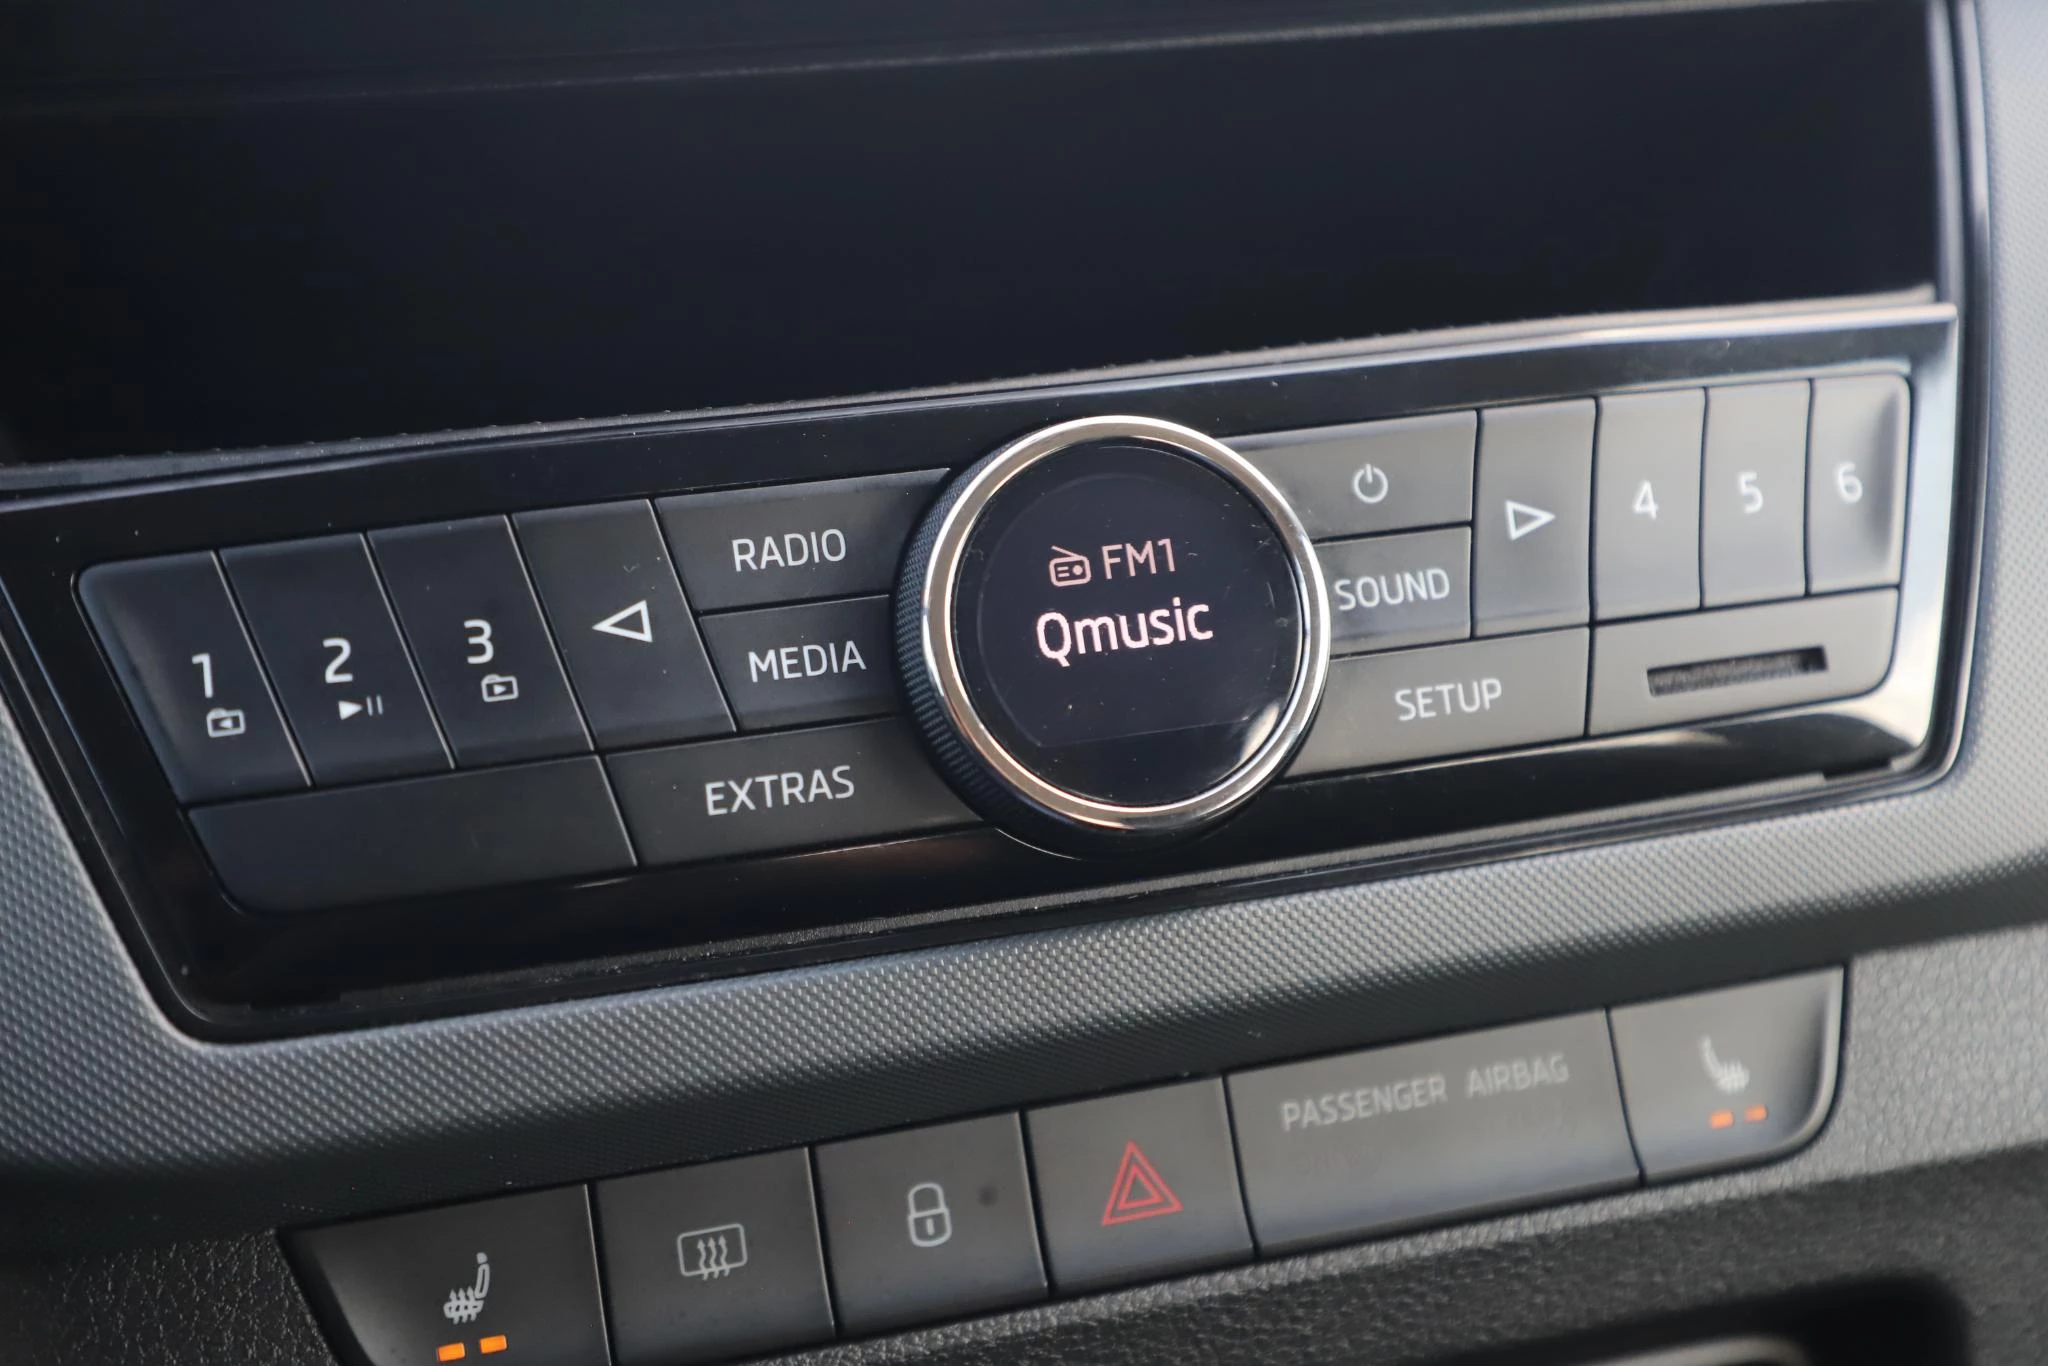 1
2
3
RADIO
MEDIA
EXTRAS
FM1
Qmusic
SOUND
SETUP
4
5
6
PASSENGER AIRBAG